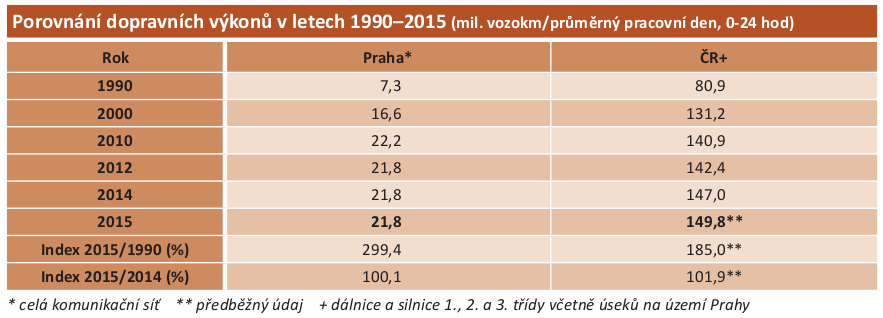 Porovnání dopravních výkonů v letech 1990–2015 (mil. vozokm/průměrný pracovní den, 0-24 hod)
Rok Praha* ČR+
1990 7,3 80,9
2000 16,6 131,2
2010 22,2 140,9
2012 21,8 142,4
2014 21,8 147,0
2015 21,8 149,8**
Index 2015/1990 (%) 299,4 185,0**
Index 2015/2014 (%) 100,1 101,9**
* celá komunikační síť ** předběžný údaj + dálnice a silnice 1., 2. a 3. třídy včetně úseků na území Prahy